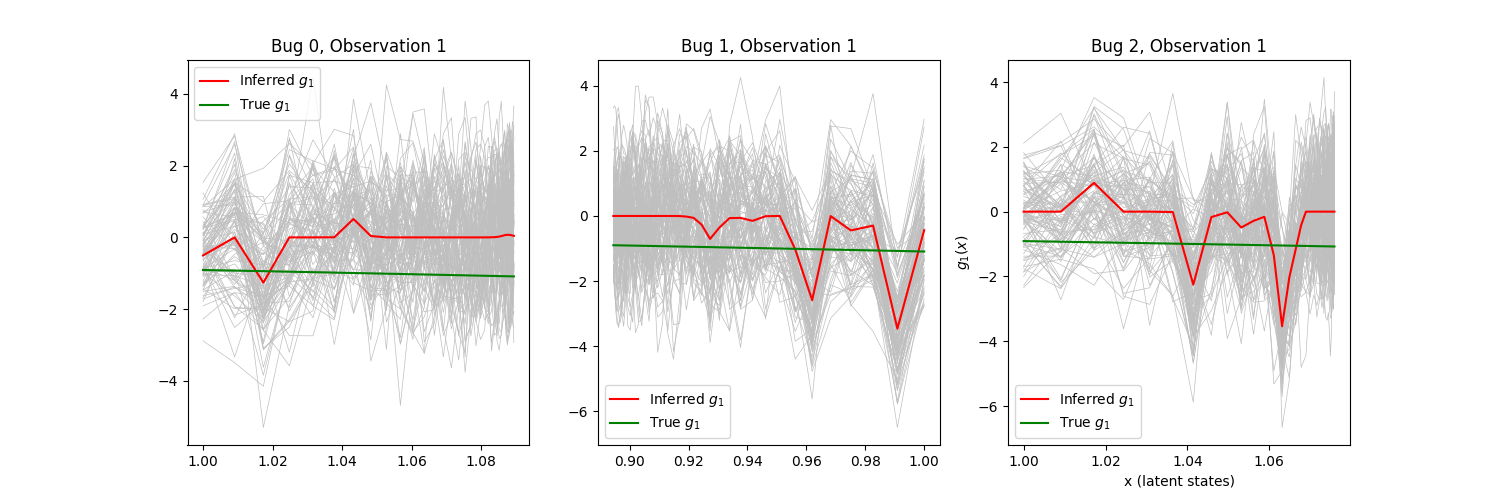 Bug 0, Observation 1
Inferred g₁
True g₁
4
2
0
−2
−4
1.00 1.02 1.04 1.06 1.08
Bug 1, Observation 1
4
2
0
−2
−4
−6
Inferred g₁
True g₁
0.90 0.92 0.94 0.96 0.98 1.00
Bug 2, Observation 1
g₁(x)
4
2
0
−2
−4
−6
Inferred g₁
True g₁
1.00 1.02 1.04 1.06
x (latent states)